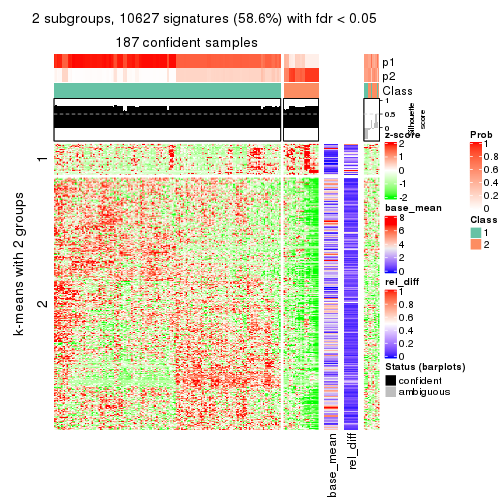 2 subgroups, 10627 signatures (58.6%) with fdr < 0.05
187 confident samples
p1
p2
Class
1
0.5
0
Silhouette
score
k-means with 2 groups
1
2
base_mean
rel_diff
z-score
2
1
0
-1
-2
base_mean
8
6
4
2
0
rel_diff
1
0.8
0.6
0.4
0.2
0
Status (barplots)
confident
ambiguous
Prob
1
0.8
0.6
0.4
0.2
0
Class
1
2